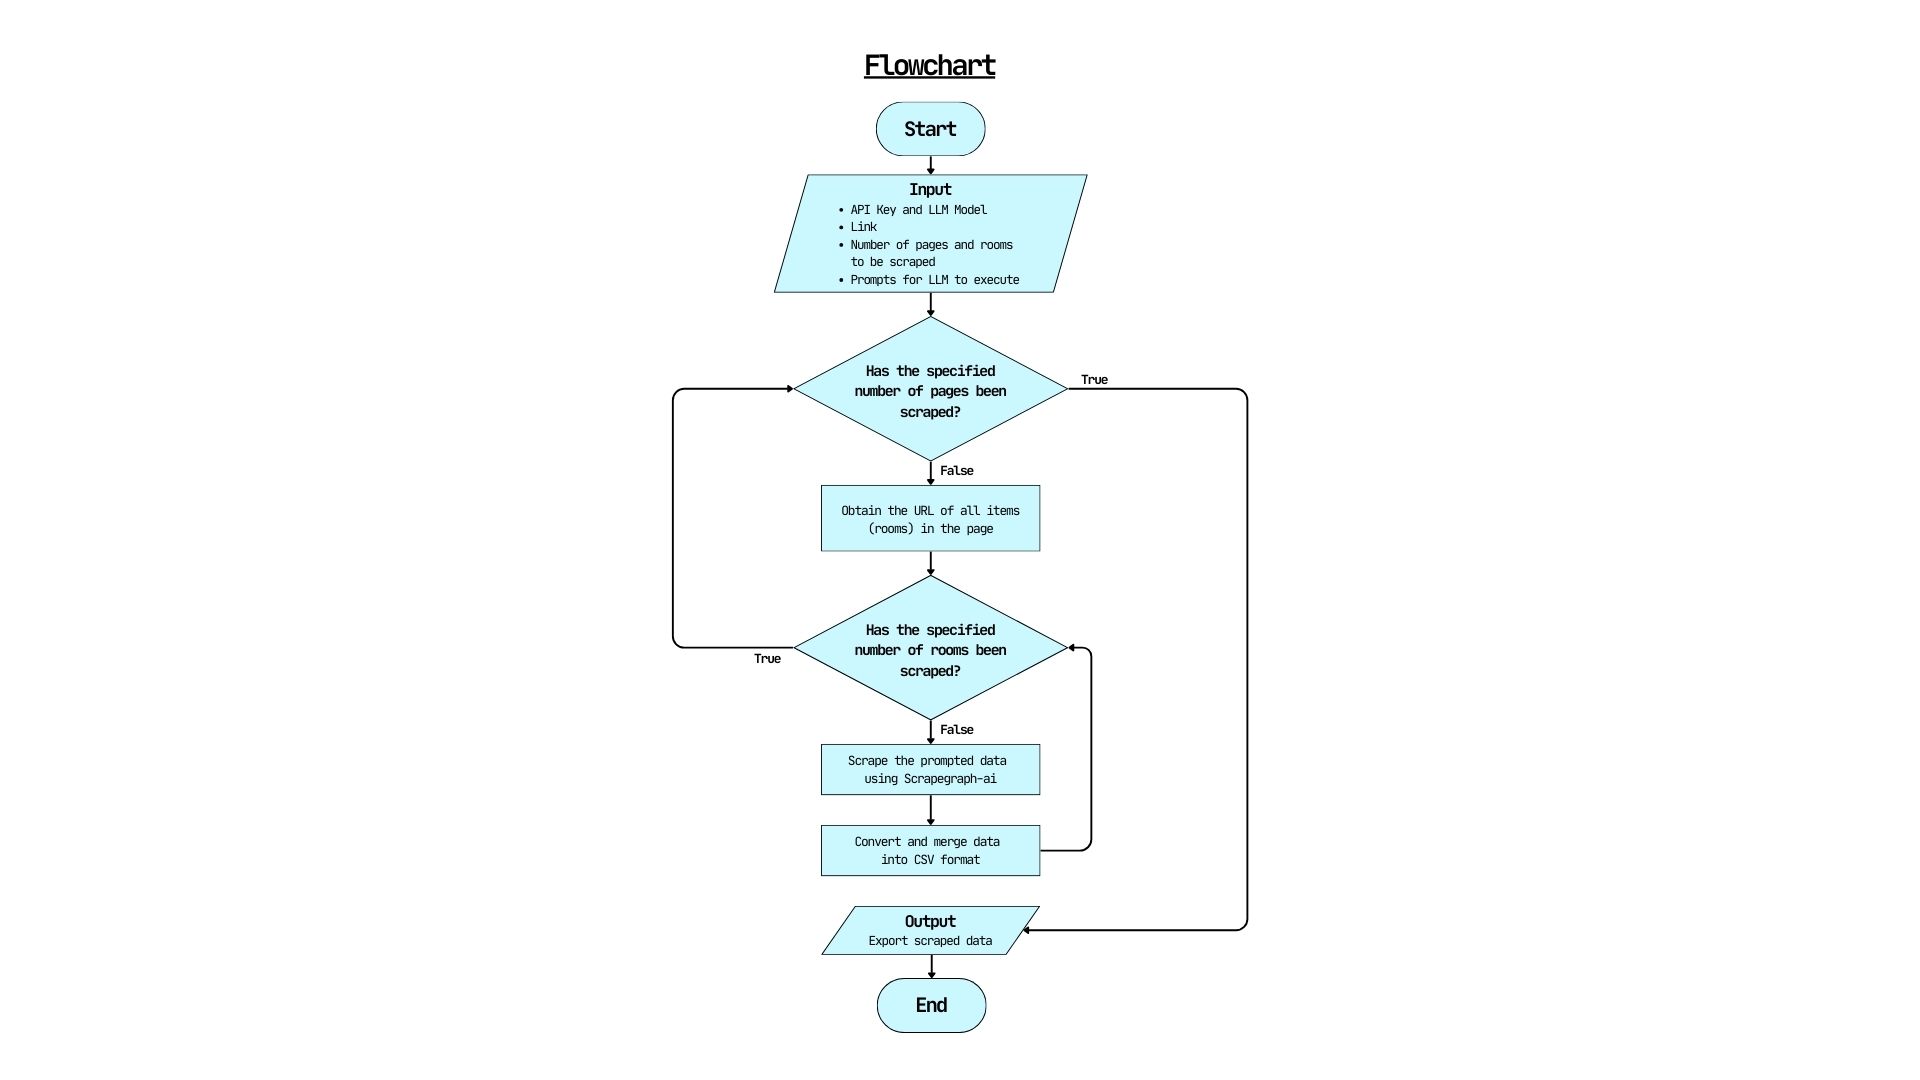 Flowchart
Start
Input
• API Key and LLM Model
• Link
• Number of pages and rooms
to be scraped
• Prompts for LLM to execute
Has the specified
number of pages been
scraped?
True
False
Obtain the URL of all items
(rooms) in the page
Has the specified
number of rooms been
scraped?
True
False
Scrape the prompted data
using Scrapegraph-ai
Convert and merge data
into CSV format
Output
Export scraped data
End